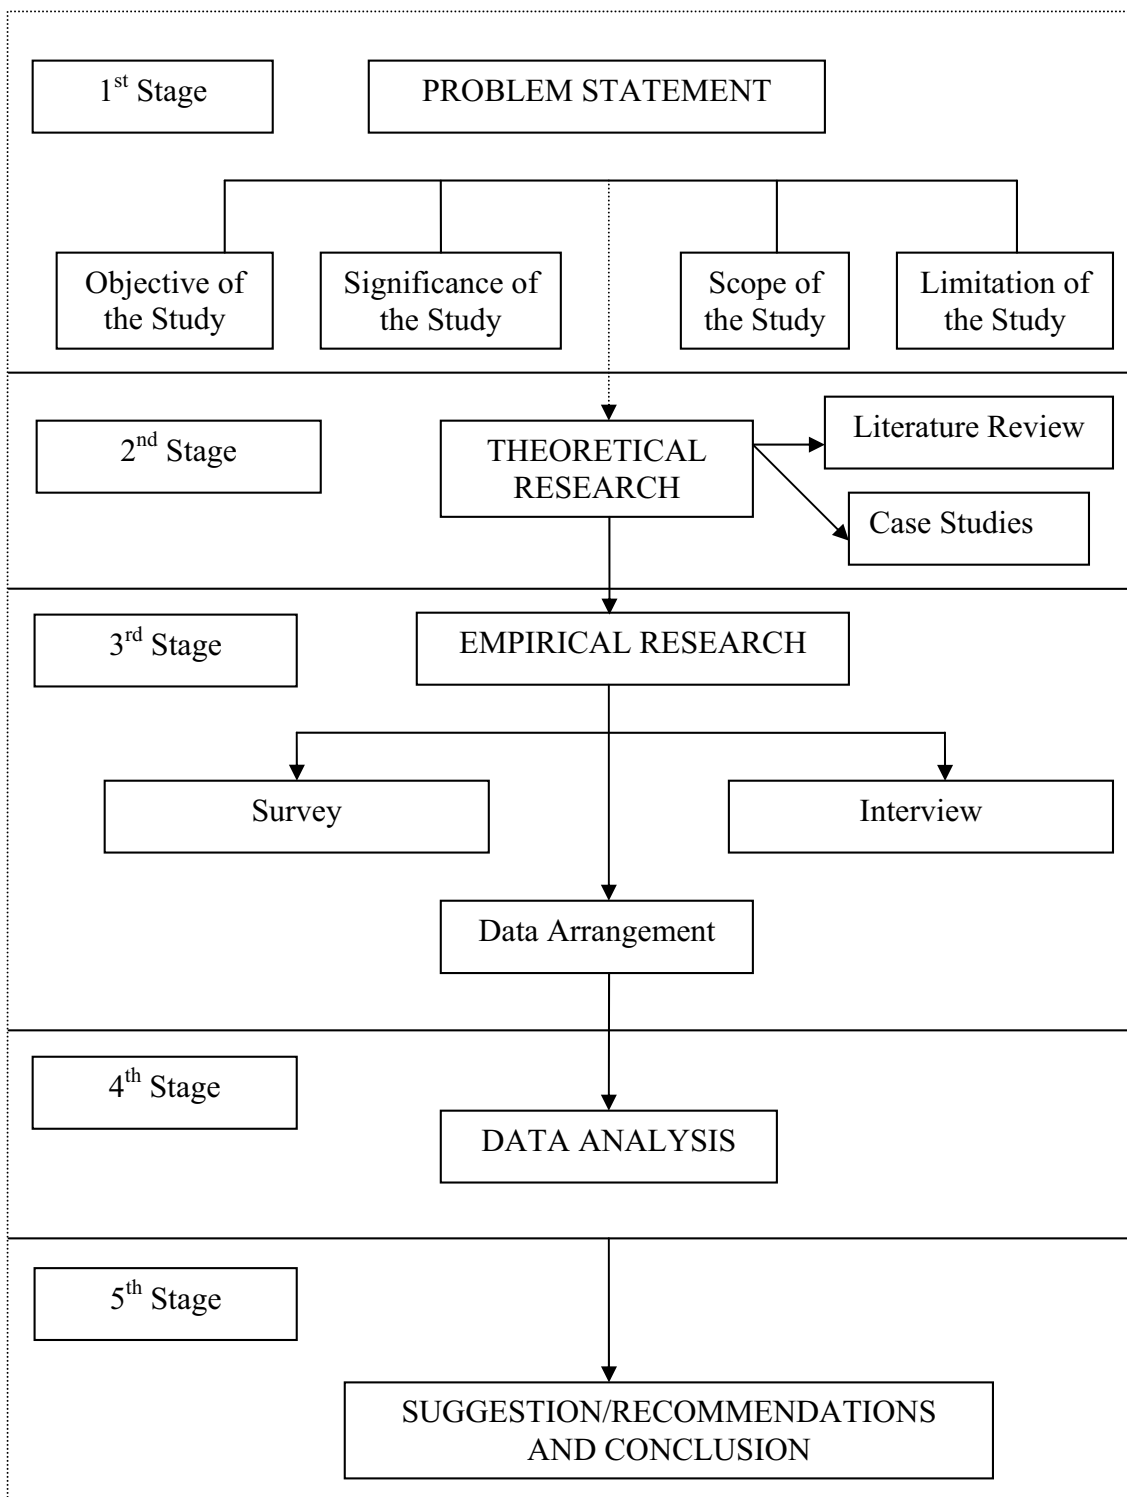 1st Stage
PROBLEM STATEMENT
Objective of
the Study
Significance of
the Study
Scope of
the Study
Limitation of
the Study
2nd Stage
THEORETICAL
RESEARCH
Literature Review
Case Studies
3rd Stage
EMPIRICAL RESEARCH
Survey
Interview
Data Arrangement
4th Stage
DATA ANALYSIS
5th Stage
SUGGESTION/RECOMMENDATIONS
AND CONCLUSION